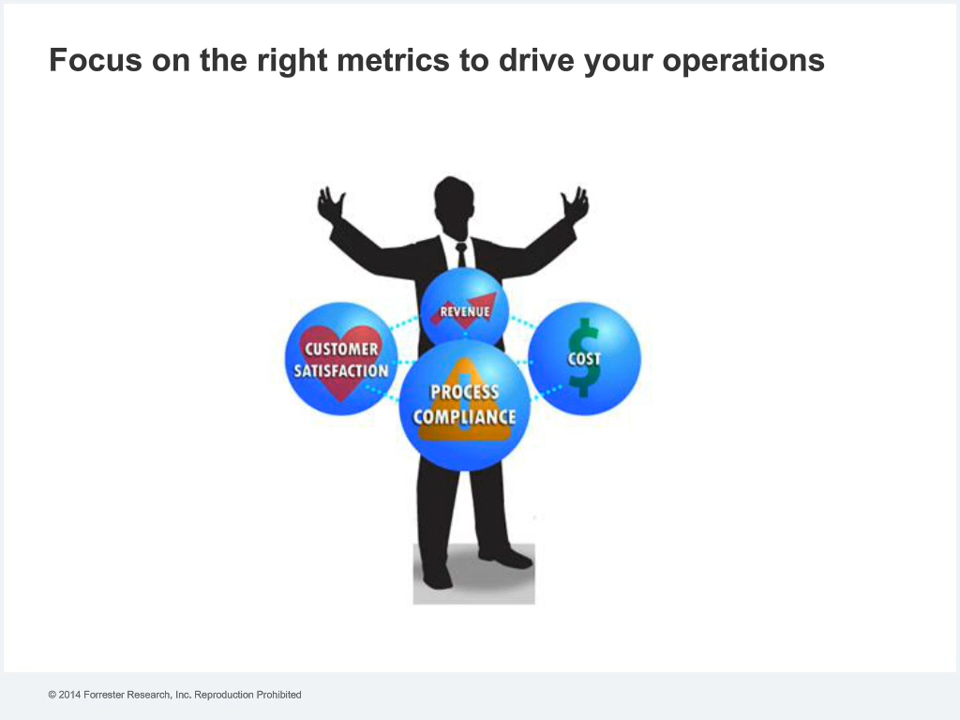 Focus on the right metrics to drive your operations
REVENUE
CUSTOMER
SATISFACTION
COST
PROCESS
COMPLIANCE
© 2014 Forrester Research, Inc. Reproduction Prohibited